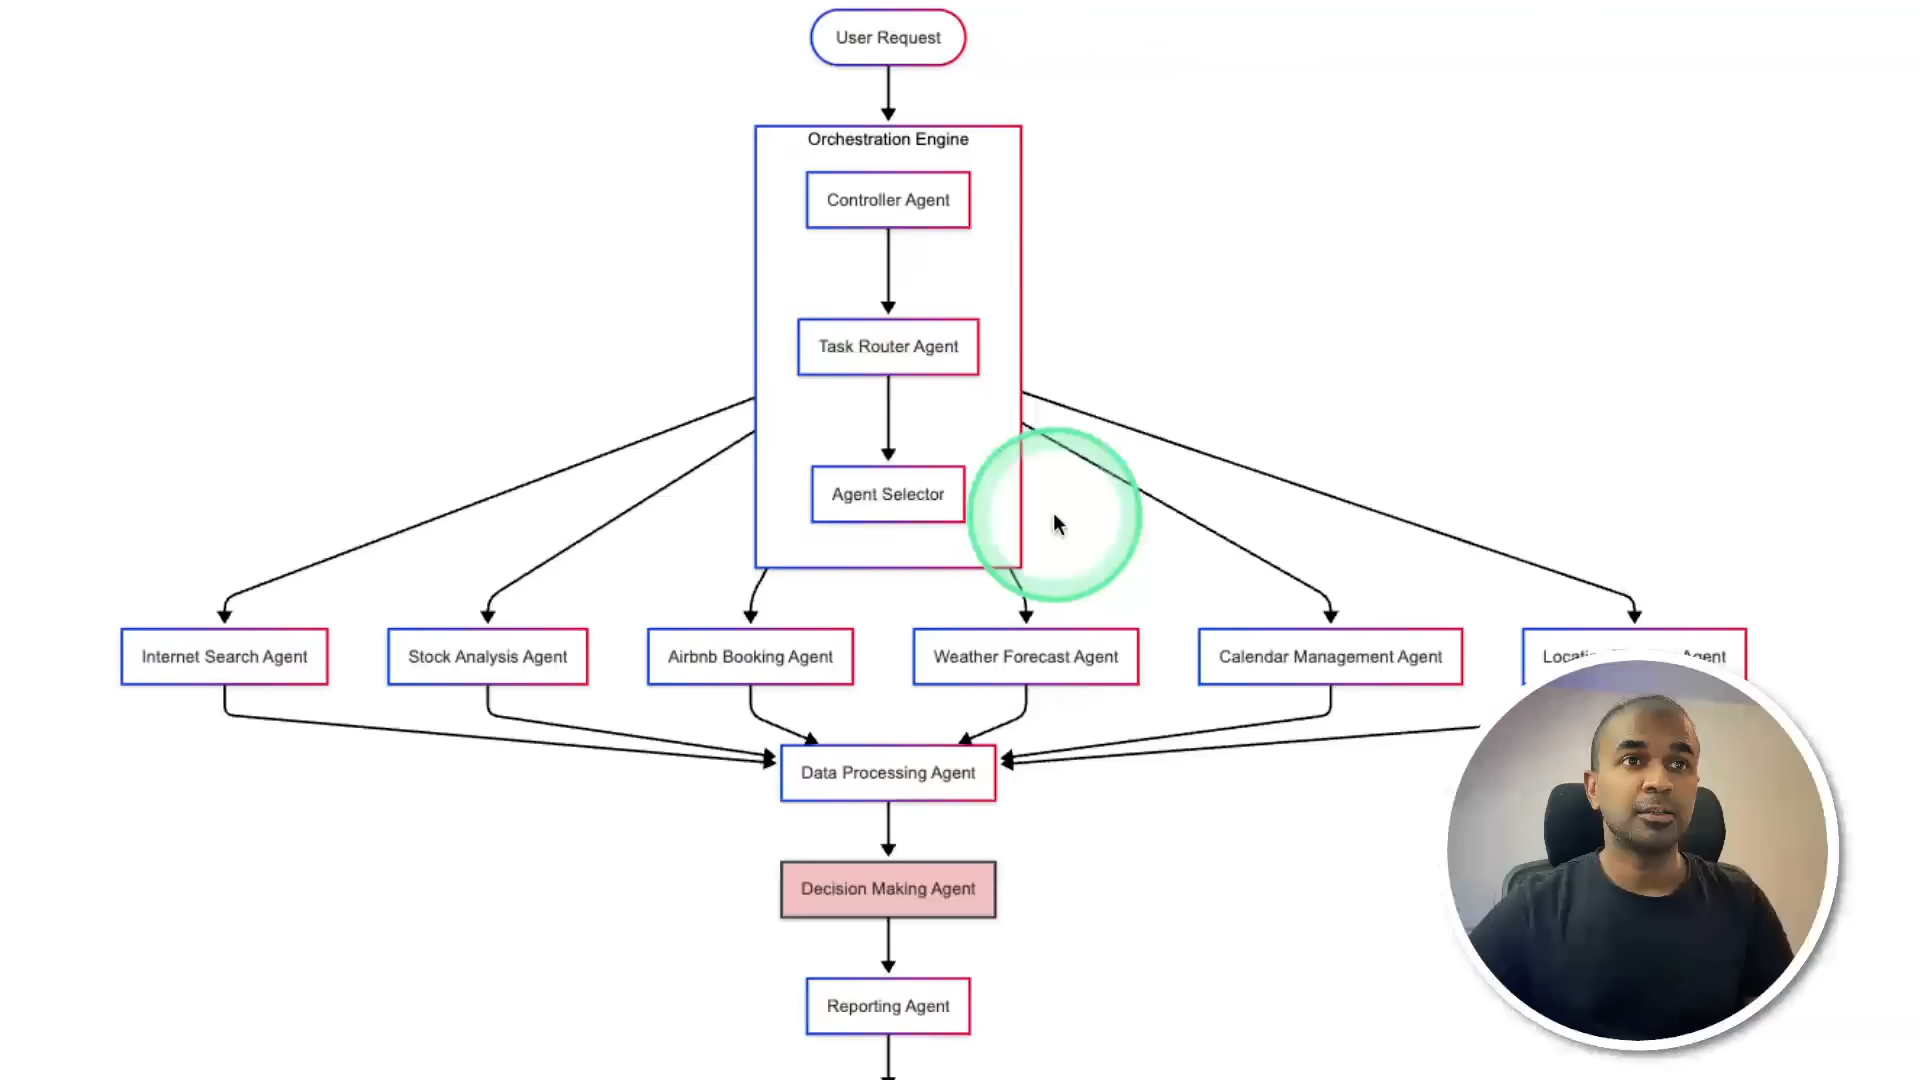 User Request
Orchestration Engine
Controller Agent
Task Router Agent
Agent Selector
Internet Search Agent
Stock Analysis Agent
Airbnb Booking Agent
Weather Forecast Agent
Calendar Management Agent
Agent
Data Processing Agent
Decision Making Agent
Reporting Agent